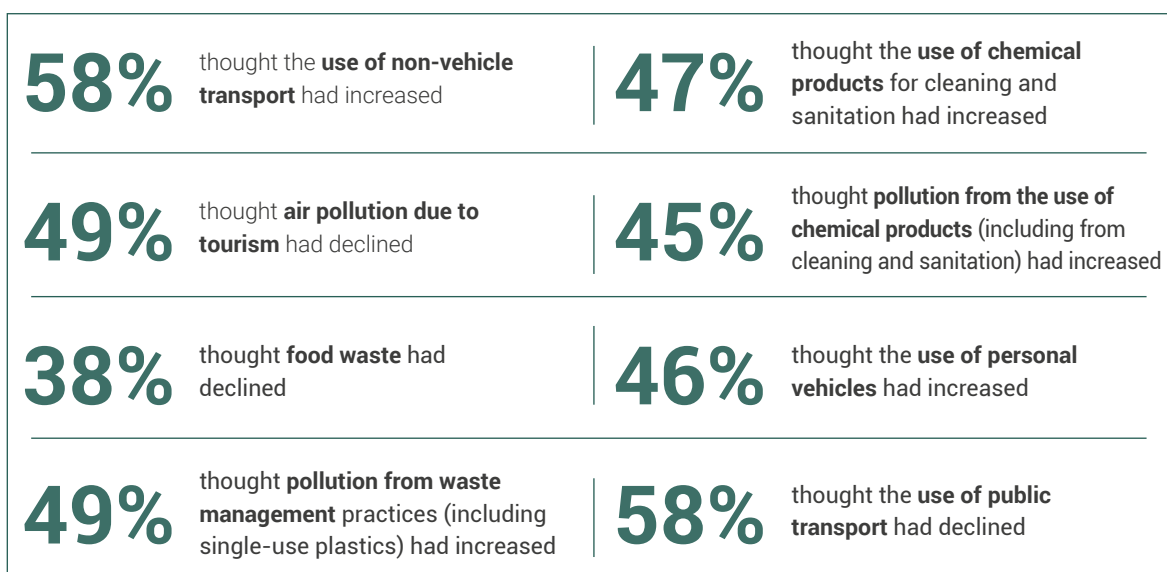 58%
thought the use of non-vehicle
transport had increased
47%
thought the use of chemical
products for cleaning and
sanitation had increased
49%
thought air pollution due to
tourism had declined
45%
thought pollution from the use of
chemical products (including from
cleaning and sanitation) had increased
38%
thought food waste had
declined
46%
thought the use of personal
vehicles had increased
49%
thought pollution from waste
management practices (including
single-use plastics) had increased
58%
thought the use of public
transport had declined